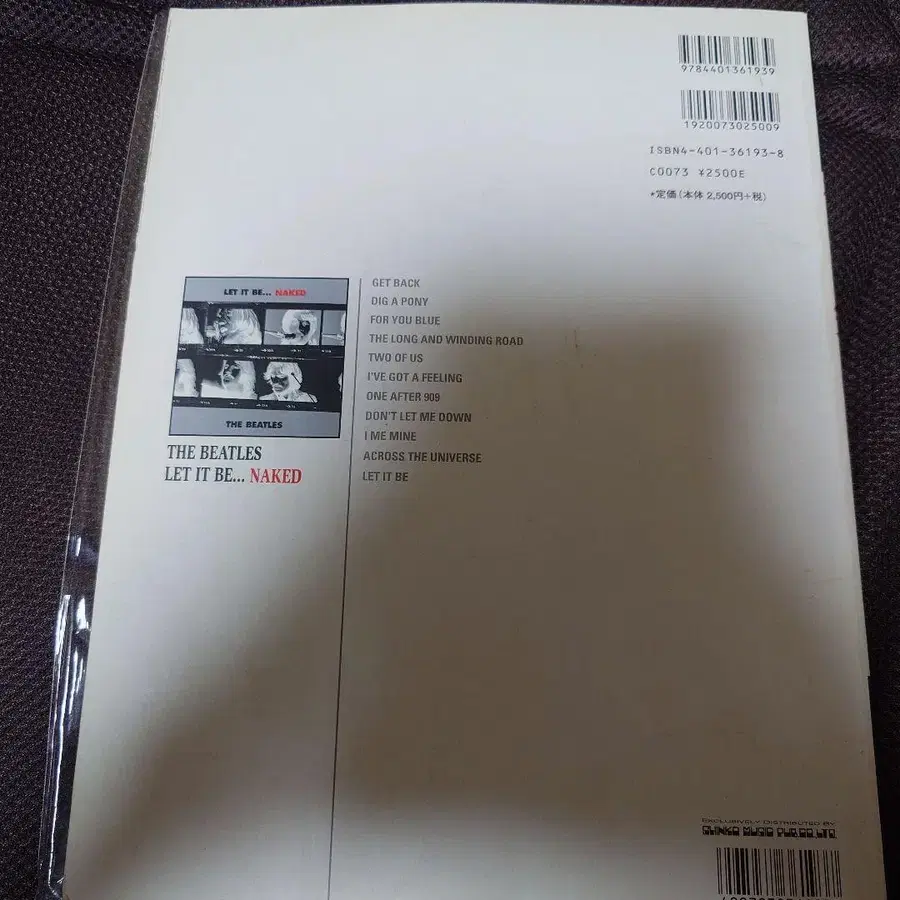 9784401361939
1920073025009
ISBN4-401-36193-8
C0073 ¥2500E
*定価(本体 2,500円+税)
LET IT BE... NAKED
THE BEATLES
THE BEATLES
LET IT BE... NAKED
GET BACK
DIG A PONY
FOR YOU BLUE
THE LONG AND WINDING ROAD
TWO OF US
I'VE GOT A FEELING
ONE AFTER 909
DON'T LET ME DOWN
I ME MINE
ACROSS THE UNIVERSE
LET IT BE
EXCLUSIVELY DISTRIBUTED BY
SHINKO MUSIC PUB.CO.,LTD.